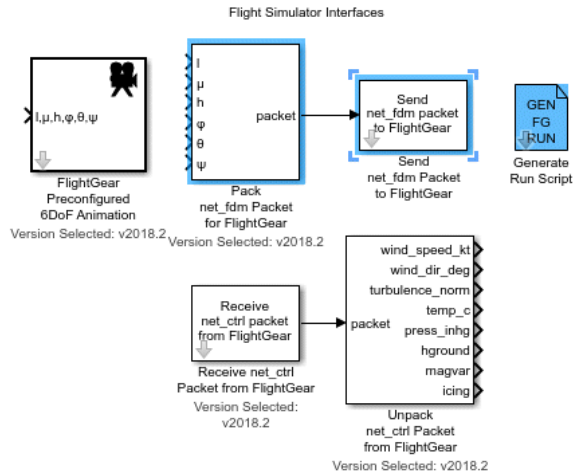 Flight Simulator Interfaces
l,μ,h,φ,θ,ψ
FlightGear
Preconfigured
6DoF Animation
Version Selected: v2018.2
l
μ
h
φ
θ
ψ
packet
Pack
net_fdm Packet
for FlightGear
Version Selected: v2018.2
Send
net_fdm packet
to FlightGear
Send
net_fdm Packet
to FlightGear
GEN
FG
RUN
Generate
Run Script
Receive
net_ctrl packet
from FlightGear
Receive net_ctrl
Packet from FlightGear
Version Selected:
v2018.2
packet
wind_speed_kt
wind_dir_deg
turbulence_norm
temp_c
press_inhg
hground
magvar
icing
Unpack
net_ctrl Packet
from FlightGear
Version Selected: v2018.2